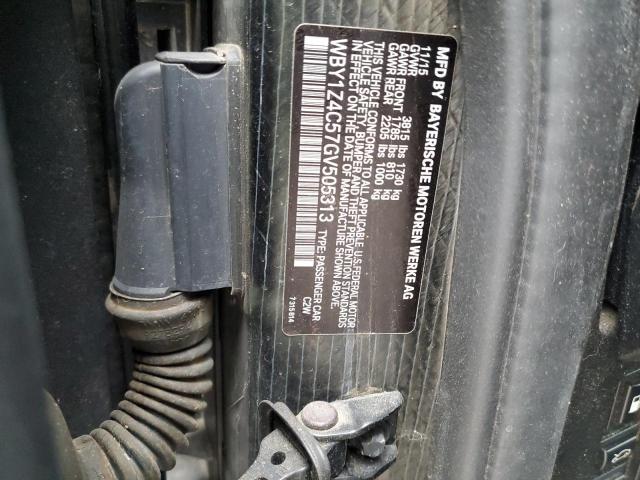 MFD BY BAYERISCHE MOTOREN WERKE AG
11/15
GVWR 3815 lbs 1730 kg
GAWR FRONT 1785 lbs 810 kg
GAWR REAR 2205 lbs 1000 kg
THIS VEHICLE CONFORMS TO ALL APPLICABLE U.S. FEDERAL MOTOR
VEHICLE SAFETY, BUMPER, AND THEFT PREVENTION STANDARDS
IN EFFECT ON THE DATE OF MANUFACTURE SHOWN ABOVE.
WBY1Z4C57GV505313 TYPE: PASSENGER CAR
C2W
7315814